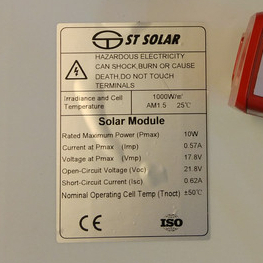 ST SOLAR
HAZARDOUS ELECTRICITY
CAN SHOCK,BURN OR CAUSE
DEATH.DO NOT TOUCH
TERMINALS
Irradiance and Cell Temperature 1000W/㎡ AM1.5 25℃
Solar Module
Rated Maximum Power (Pmax) 10W
Current at Pmax (Imp) 0.57A
Voltage at Pmax (Vmp) 17.8V
Open-Circuit Voltage (Voc) 21.8V
Short-Circuit Current (Isc) 0.62A
Nominal Operating Cell Temp (Tnoct) ±50℃
CE ISO